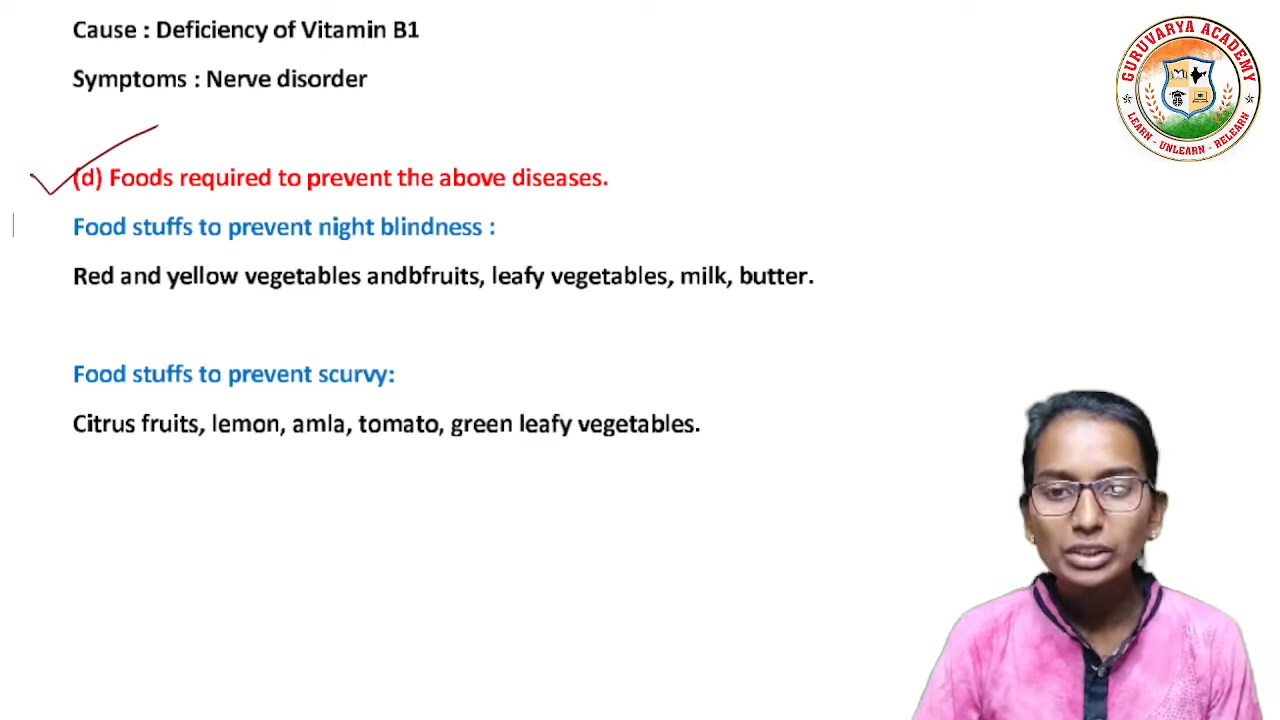 Cause : Deficiency of Vitamin B1
GURUVARYA ACADEMY
LEARN - UNLEARN - RELEARN
Symptoms : Nerve disorder
(d) Foods required to prevent the above diseases.
Food stuffs to prevent night blindness :
Red and yellow vegetables andbfruits, leafy vegetables, milk, butter.
Food stuffs to prevent scurvy:
Citrus fruits, lemon, amla, tomato, green leafy vegetables.